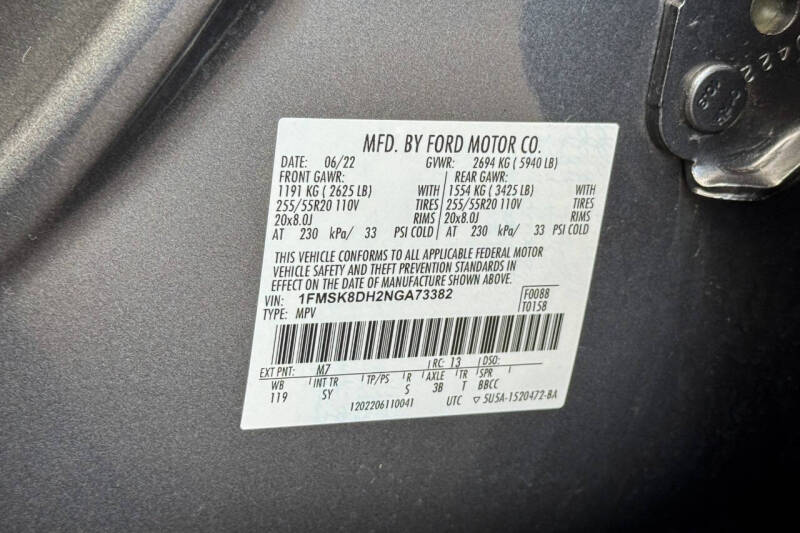 MFD. BY FORD MOTOR CO.
DATE: 06/22 GVWR: 2694 KG ( 5940 LB)
FRONT GAWR: REAR GAWR:
1191 KG ( 2625 LB) WITH 1554 KG ( 3425 LB) WITH
255/55R20 110V TIRES 255/55R20 110V TIRES
20x8.0J RIMS 20x8.0J RIMS
AT 230 kPa/ 33 PSI COLD AT 230 kPa/ 33 PSI COLD
THIS VEHICLE CONFORMS TO ALL APPLICABLE FEDERAL MOTOR
VEHICLE SAFETY AND THEFT PREVENTION STANDARDS IN
EFFECT ON THE DATE OF MANUFACTURE SHOWN ABOVE.
VIN: 1FMSK8DH2NGA73382 F0088
TYPE: MPV T0158
EXT PNT: M7 RC: 13 DSO:
WB INT TR TP/PS R AXLE TR SPR
119 SY S 3B T BBCC
1202206110041 UTC ▽ 5U5A-1520472-BA